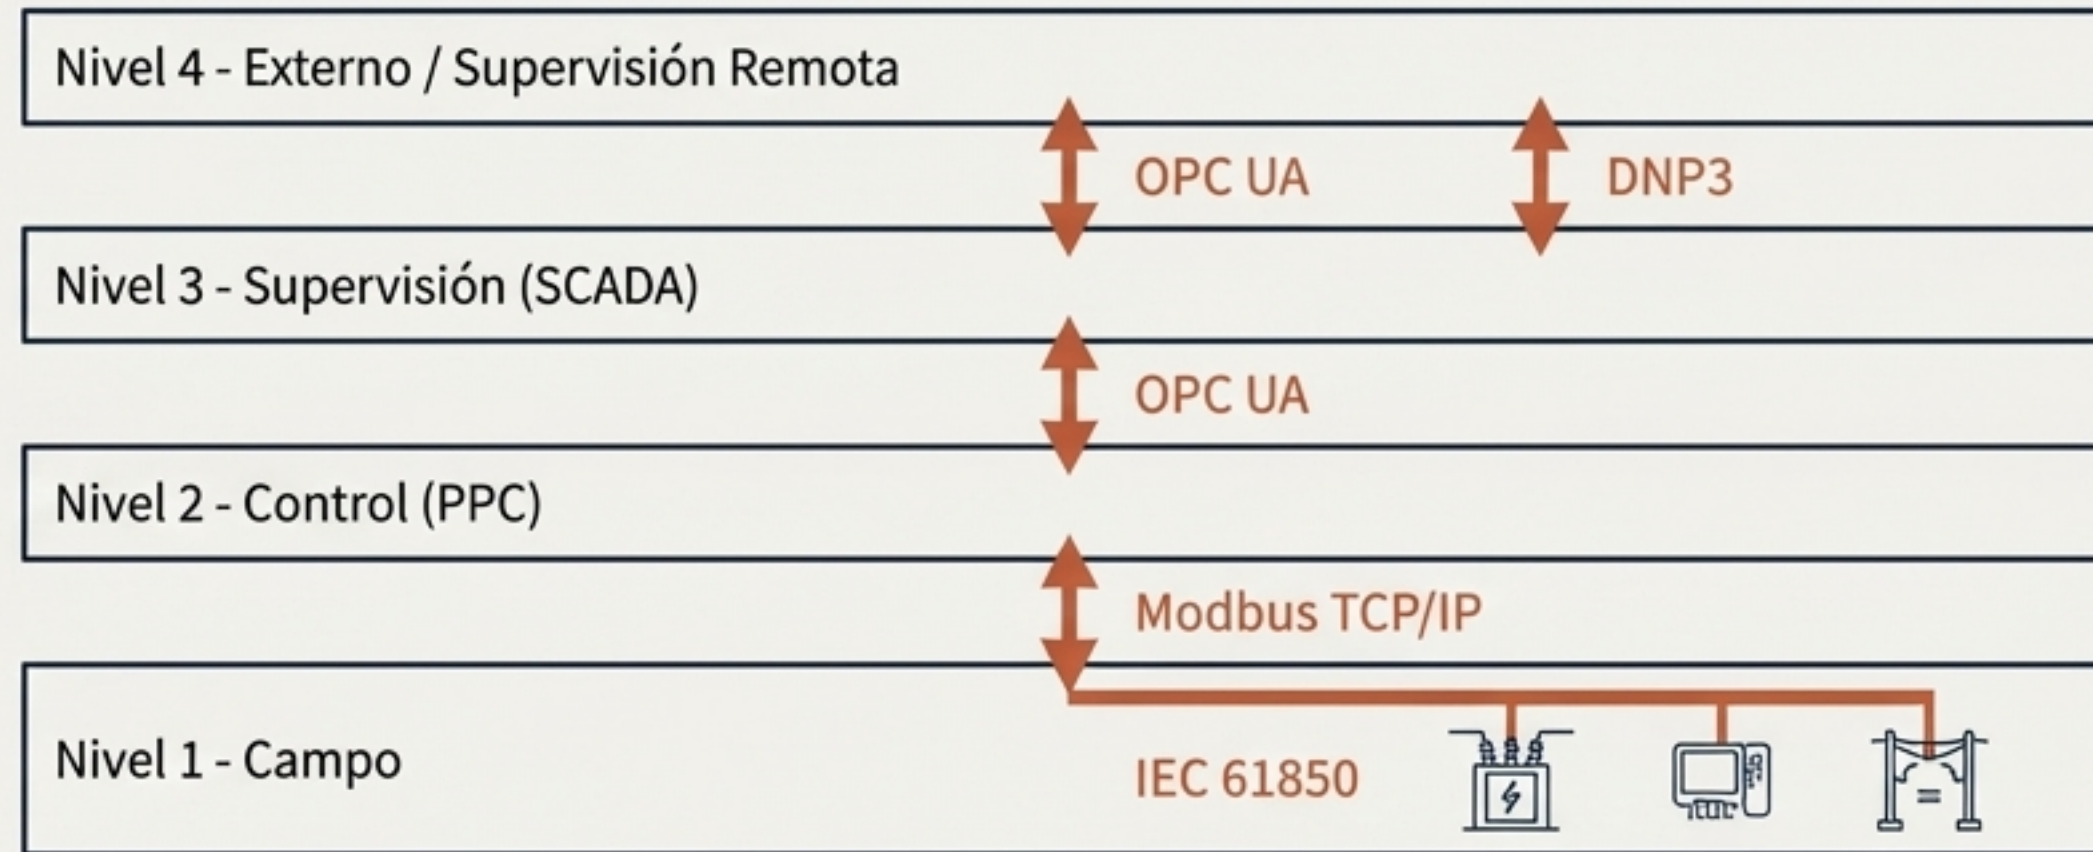 Nivel 4 - Externo / Supervisión Remota
OPC UA
DNP3
Nivel 3 - Supervisión (SCADA)
OPC UA
Nivel 2 - Control (PPC)
Modbus TCP/IP
Nivel 1 - Campo
IEC 61850